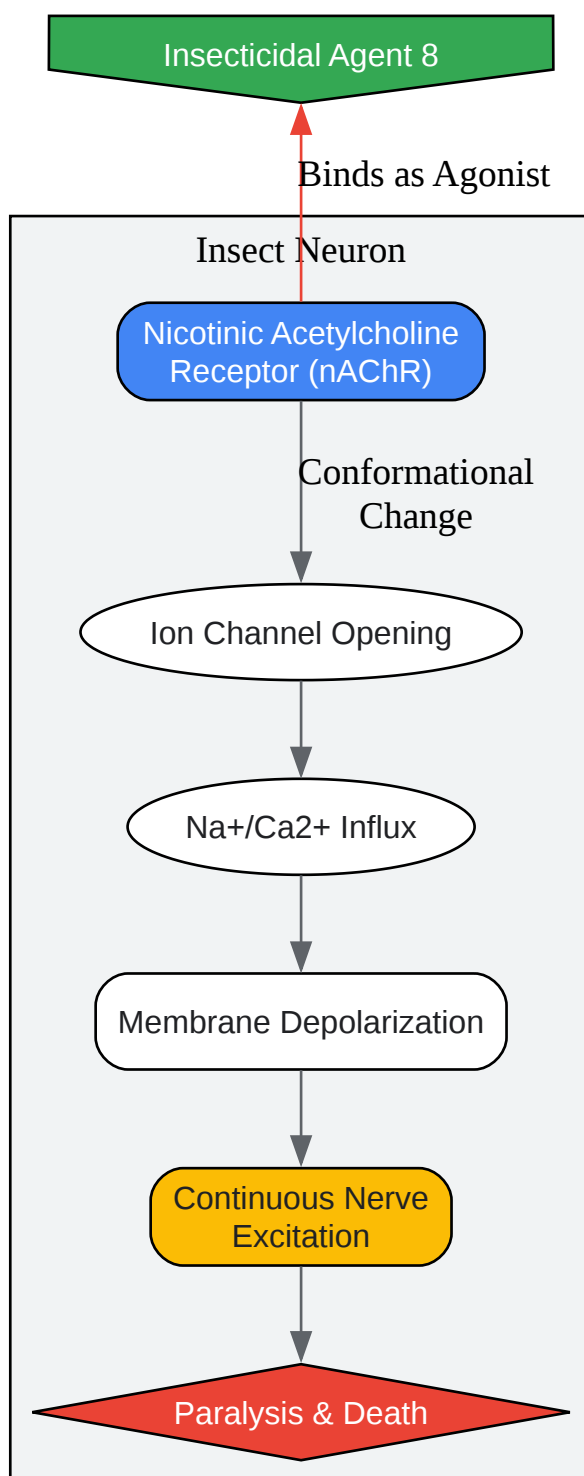 Insecticidal Agent 8
Binds as Agonist
Insect Neuron
Nicotinic Acetylcholine
Receptor (nAChR)
Conformational
Change
Ion Channel Opening
Na+/Ca2+ Influx
Membrane Depolarization
Continuous Nerve
Excitation
Paralysis & Death